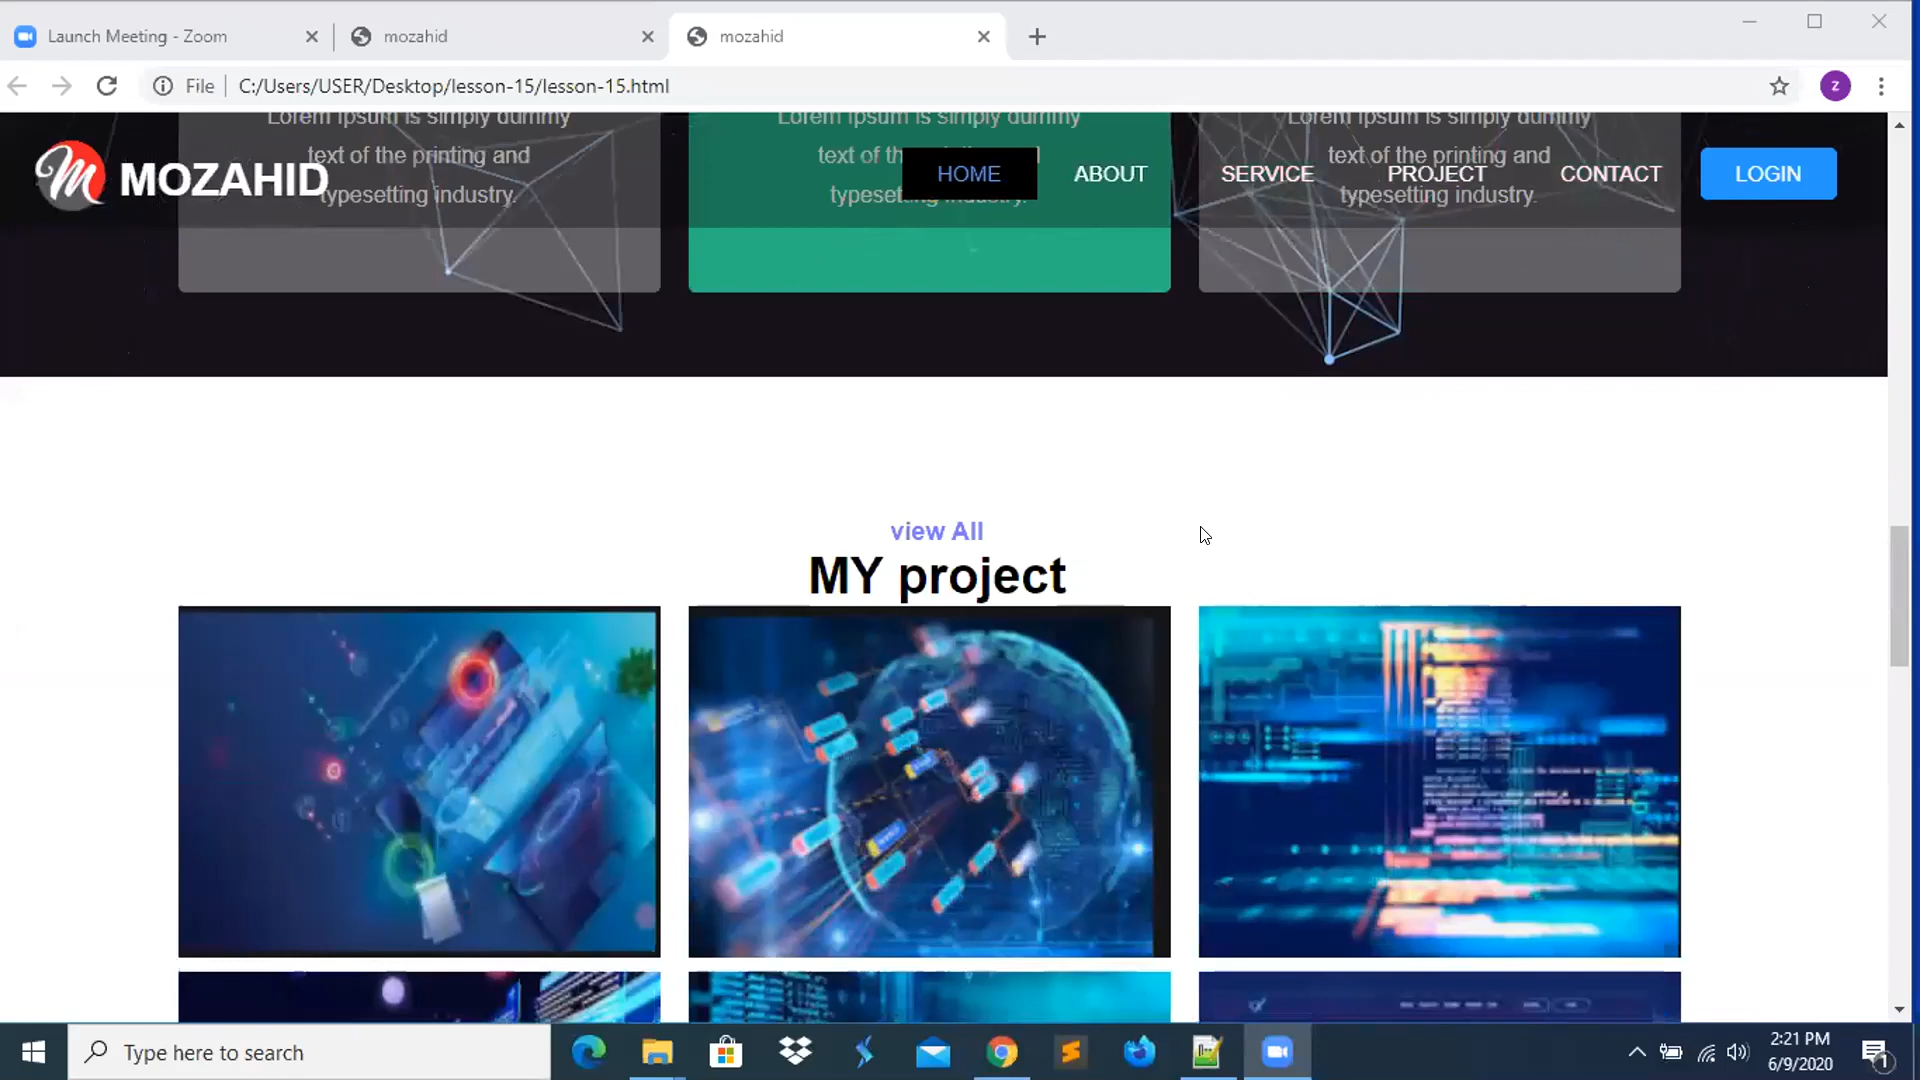 Launch Meeting - Zoom
mozahid
mozahid
File
C:/Users/USER/Desktop/lesson-15/lesson-15.html
Lorem Ipsum is simply dummy
text of the printing and
typesetting industry.
Lorem Ipsum is simply dummy
typesetting industry.
Lorem Ipsum is simply dummy
text of the printing and
typesetting industry.
MOZAHID
HOME
ABOUT
SERVICE
PROJECT
CONTACT
LOGIN
view All
MY project
Type here to search
2:21 PM
6/9/2020
1